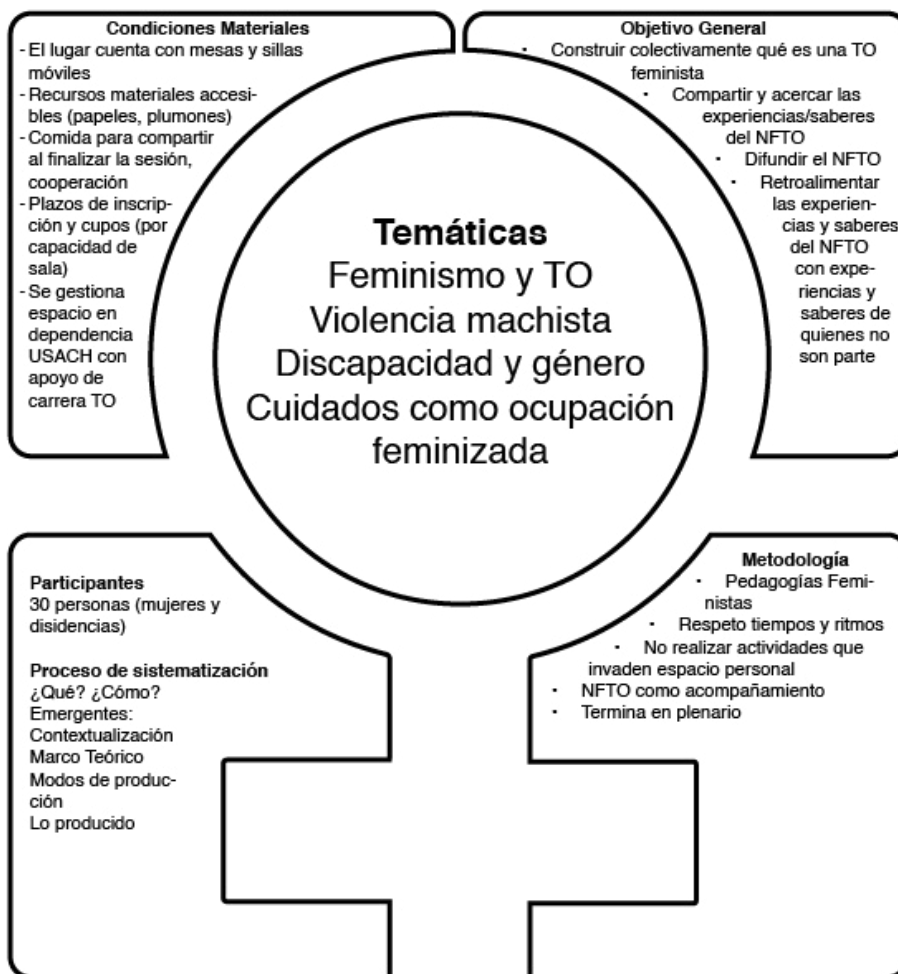 Condiciones Materiales
- El lugar cuenta con mesas y sillas
móviles
- Recursos materiales accesi-
bles (papeles, plumones)
- Comida para compartir
al finalizar la sesión,
cooperación
- Plazos de inscrip-
ción y cupos (por
capacidad de
sala)
- Se gestiona
espacio en
dependencia
USACH con
apoyo de
carrera TO
Objetivo General
· Construir colectivamente qué es una TO
feminista
· Compartir y acercar las
experiencias/saberes
del NFTO
· Difundir el NFTO
· Retroalimentar
las experien-
cias y saberes
del NFTO
con expe-
riencias y
saberes de
quienes no
son parte
Temáticas
Feminismo y TO
Violencia machista
Discapacidad y género
Cuidados como ocupación
feminizada
Participantes
30 personas (mujeres y
disidencias)
Proceso de sistematización
¿Qué? ¿Cómo?
Emergentes:
Contextualización
Marco Teórico
Modos de produc-
ción
Lo producido
Metodología
· Pedagogías Femi-
nistas
· Respeto tiempos y ritmos
· No realizar actividades que
invaden espacio personal
· NFTO como acompañamiento
· Termina en plenario